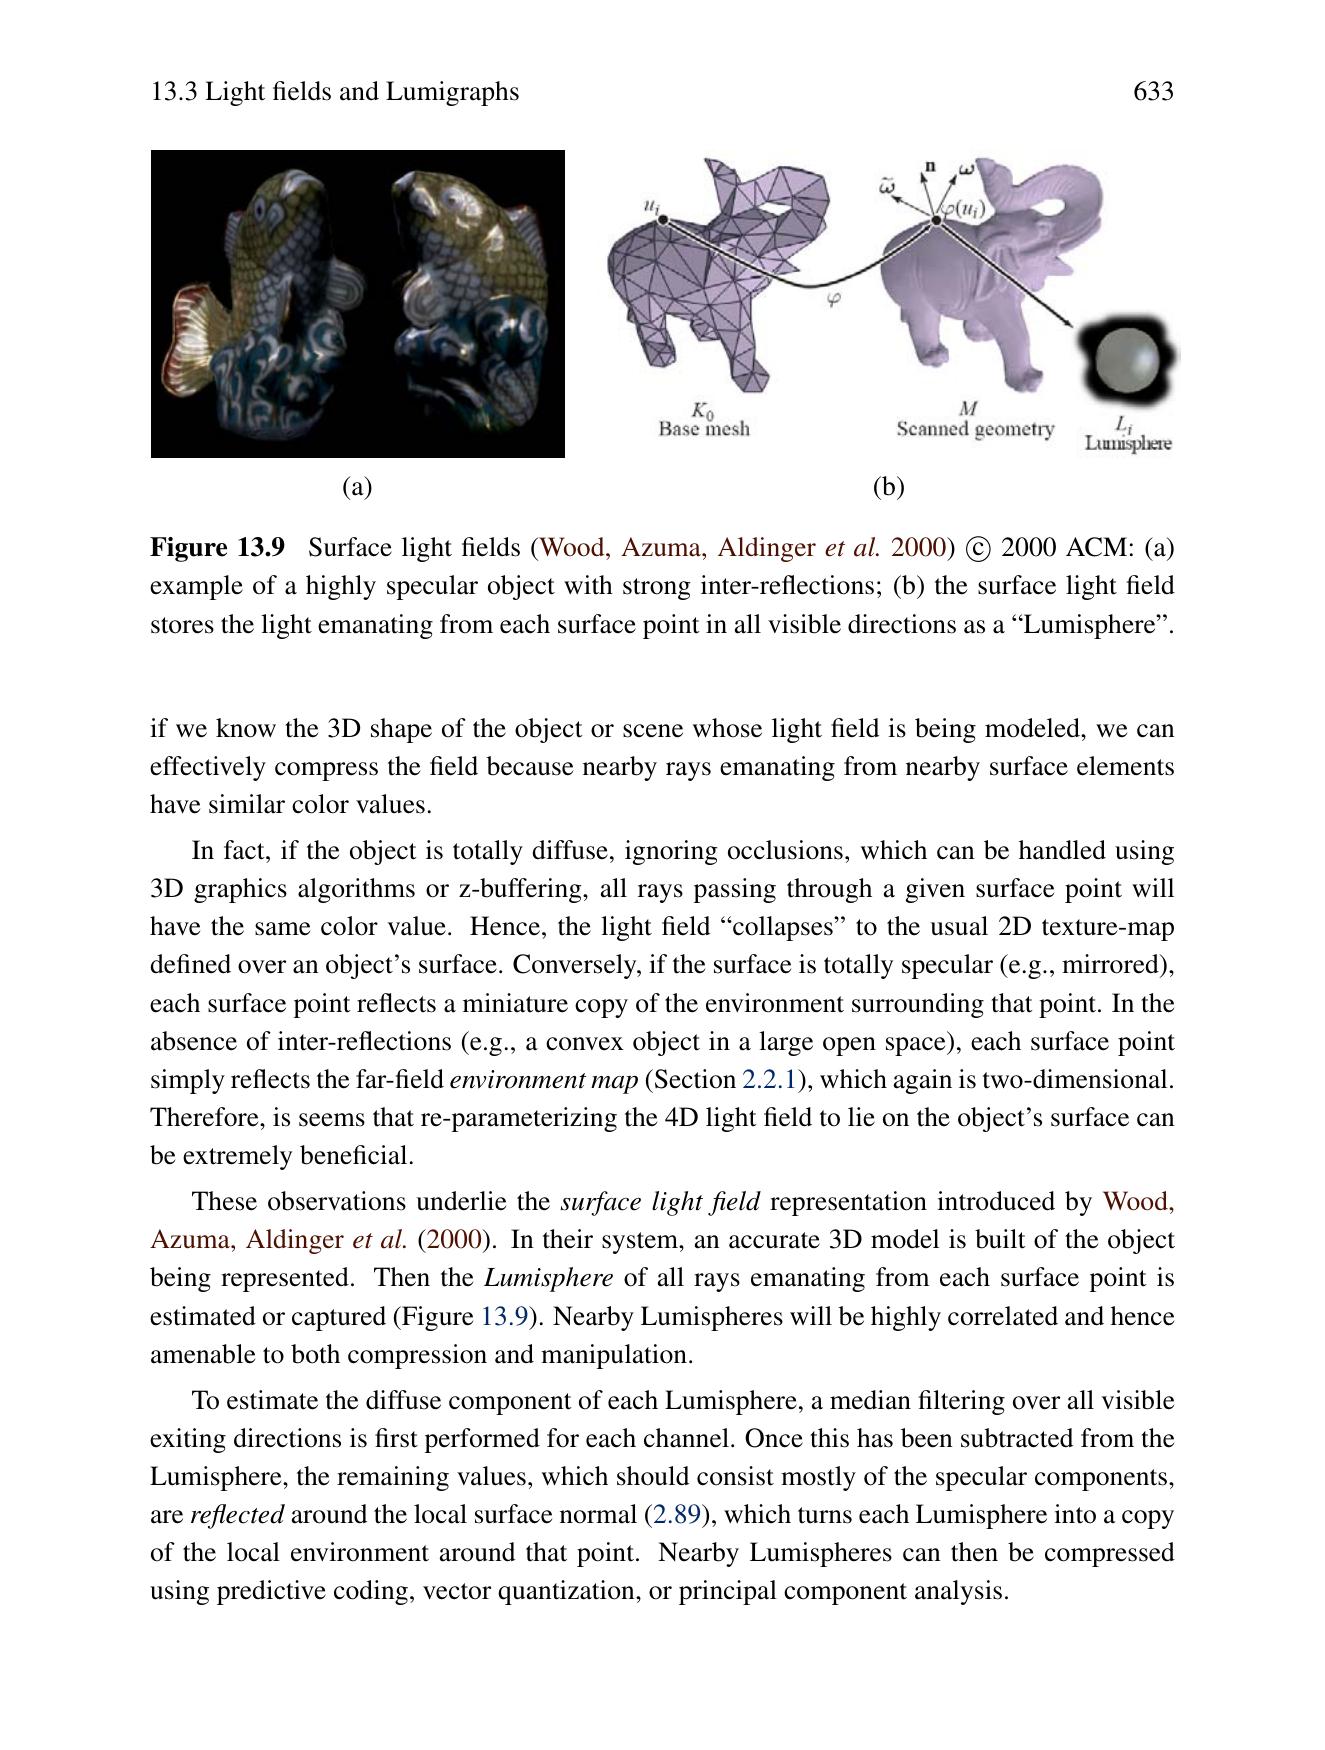 13.3 Light fields and Lumigraphs 633
u_i
n
ω
ω̃
φ(u_i)
φ
K_0
Base mesh
M
Scanned geometry
L_i
Lumisphere
(a) (b)
Figure 13.9 Surface light fields (Wood, Azuma, Aldinger et al. 2000) © 2000 ACM: (a)
example of a highly specular object with strong inter-reflections; (b) the surface light field
stores the light emanating from each surface point in all visible directions as a “Lumisphere”.
if we know the 3D shape of the object or scene whose light field is being modeled, we can
effectively compress the field because nearby rays emanating from nearby surface elements
have similar color values.
In fact, if the object is totally diffuse, ignoring occlusions, which can be handled using
3D graphics algorithms or z-buffering, all rays passing through a given surface point will
have the same color value. Hence, the light field “collapses” to the usual 2D texture-map
defined over an object’s surface. Conversely, if the surface is totally specular (e.g., mirrored),
each surface point reflects a miniature copy of the environment surrounding that point. In the
absence of inter-reflections (e.g., a convex object in a large open space), each surface point
simply reflects the far-field environment map (Section 2.2.1), which again is two-dimensional.
Therefore, is seems that re-parameterizing the 4D light field to lie on the object’s surface can
be extremely beneficial.
These observations underlie the surface light field representation introduced by Wood,
Azuma, Aldinger et al. (2000). In their system, an accurate 3D model is built of the object
being represented. Then the Lumisphere of all rays emanating from each surface point is
estimated or captured (Figure 13.9). Nearby Lumispheres will be highly correlated and hence
amenable to both compression and manipulation.
To estimate the diffuse component of each Lumisphere, a median filtering over all visible
exiting directions is first performed for each channel. Once this has been subtracted from the
Lumisphere, the remaining values, which should consist mostly of the specular components,
are reflected around the local surface normal (2.89), which turns each Lumisphere into a copy
of the local environment around that point. Nearby Lumispheres can then be compressed
using predictive coding, vector quantization, or principal component analysis.